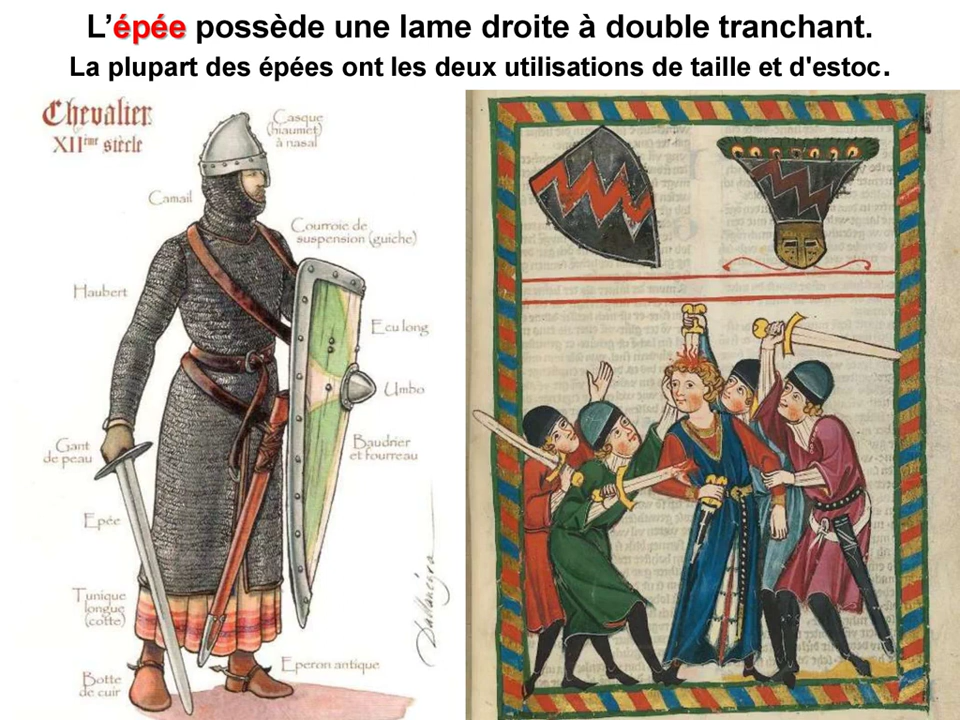 L'épée possède une lame droite à double tranchant.
La plupart des épées ont les deux utilisations de taille et d'estoc.
Chevalier
XIIème siècle
Casque
(hiaumet)
à nasal
Camail
Courroie de
suspension (guiche)
Haubert
Ecu long
Umbo
Gant
de peau
Baudrier
et fourreau
Epée
Tunique
longue
(cotte)
Eperon antique
Botte
de cuir